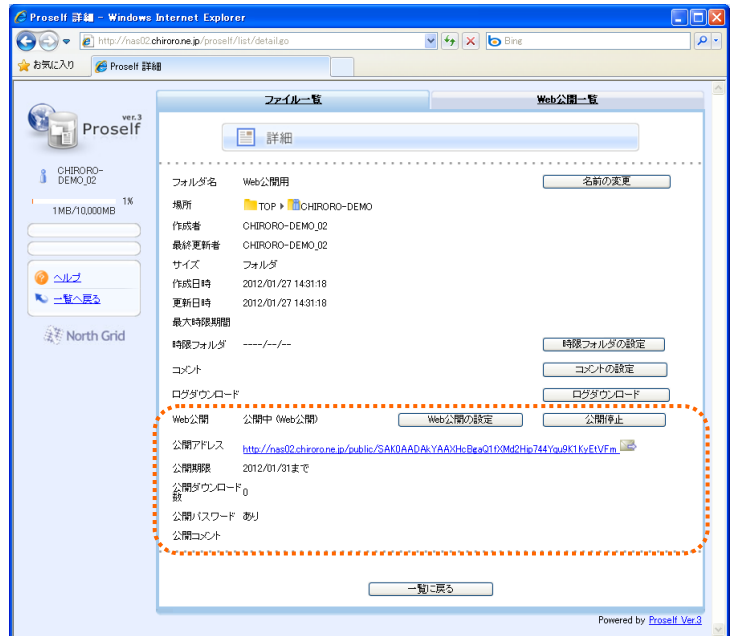 Proself 詳細 - Windows Internet Explorer
http://nas02.chiroro.ne.jp/proself/list/detail.go
Bing
お気に入り
Proself 詳細
ファイル一覧
Web公開一覧
ver.3
Proself
詳細
CHIRORO-
DEMO_02
1%
1MB/10,000MB
ヘルプ
一覧へ戻る
North Grid
フォルダ名 Web公開用 名前の変更
場所 TOP CHIRORO-DEMO
作成者 CHIRORO-DEMO_02
最終更新者 CHIRORO-DEMO_02
サイズ フォルダ
作成日時 2012/01/27 14:31:18
更新日時 2012/01/27 14:31:18
最大時限期間
時限フォルダ ----/--/-- 時限フォルダの設定
コメント コメントの設定
ログダウンロード ログダウンロード
Web公開 公開中 (Web公開) Web公開の設定 公開停止
公開アドレス http://nas02.chiroro.ne.jp/public/
公開期限 2012/01/31まで
公開ダウンロード
数 0
公開パスワード あり
公開コメント
一覧に戻る
Powered by Proself Ver.3